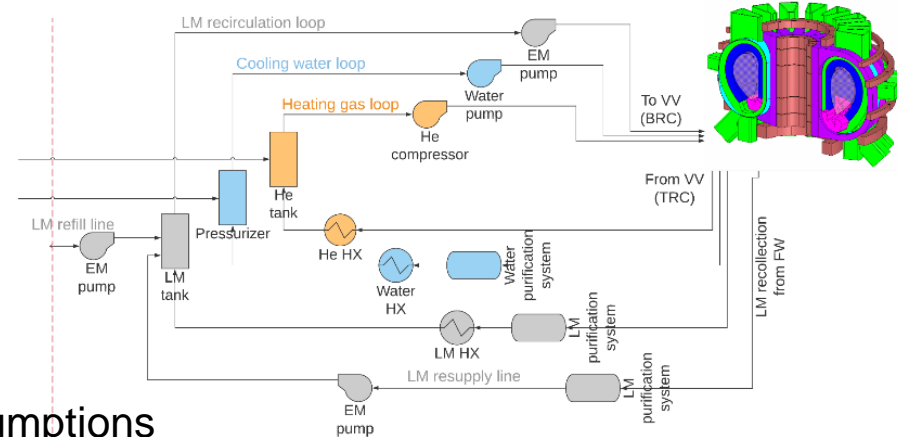 LM recirculation loop
EM
pump
Cooling water loop
Water
pump
Heating gas loop
He
compressor
To VV
(BRC)
From VV
(TRC)
He
tank
Pressurizer
LM refill line
EM
pump
LM
tank
He HX
Water
HX
Water
purification
system
LM HX
LM
purification
system
LM recollection
from FW
LM resupply line
EM
pump
LM
purification
system
umptions